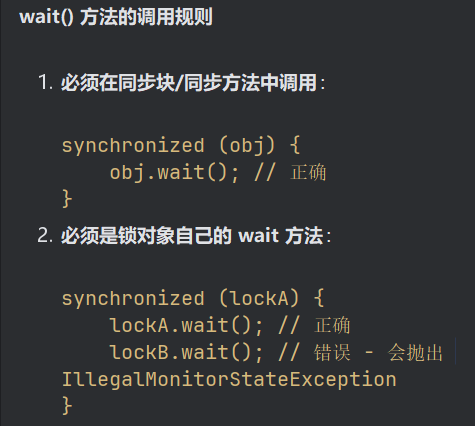 wait() 方法的调用规则
1. 必须在同步块/同步方法中调用：
synchronized (obj) {
    obj.wait(); // 正确
}
2. 必须是锁对象自己的 wait 方法：
synchronized (lockA) {
    lockA.wait(); // 正确
    lockB.wait(); // 错误 - 会抛出
IllegalMonitorStateException
}